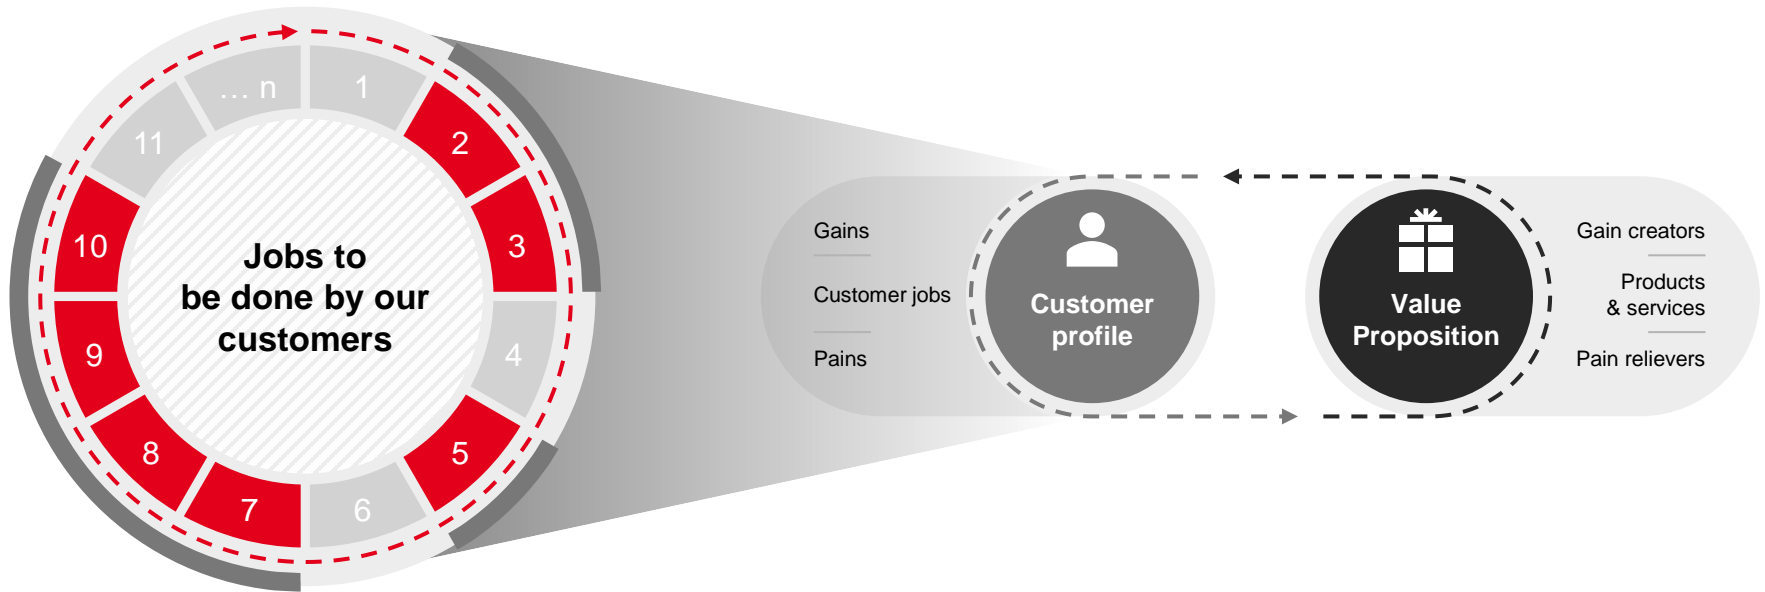 … n
1
2
3
4
5
6
7
8
9
10
11
Jobs to
be done by our
customers
Gains
Customer jobs
Pains
Customer
profile
Value
Proposition
Gain creators
Products
& services
Pain relievers